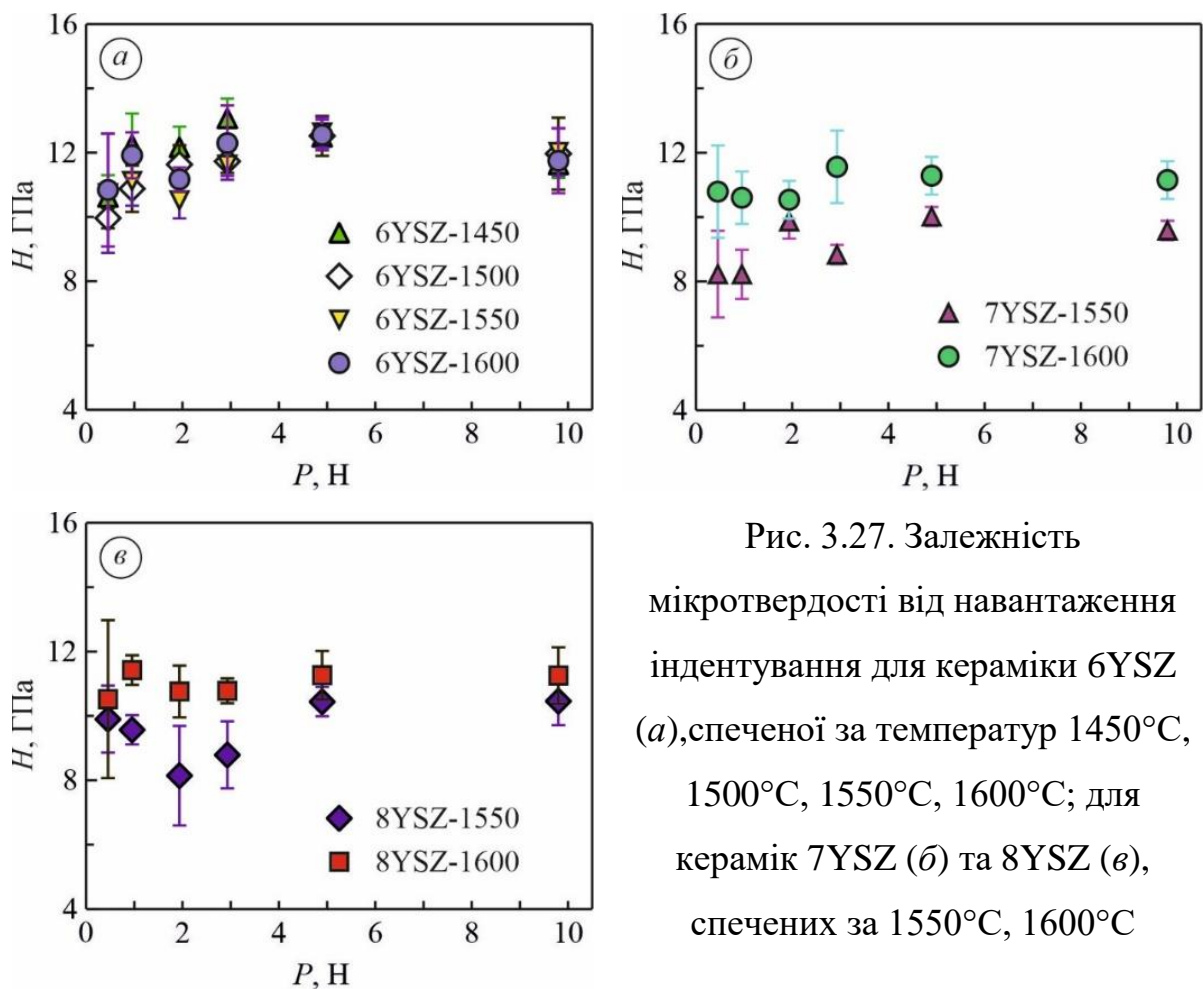 16
12
8
4
H, ГПа
а
6YSZ-1450
6YSZ-1500
6YSZ-1550
6YSZ-1600
0 2 4 6 8 10
P, Н
16
12
8
4
H, ГПа
б
7YSZ-1550
7YSZ-1600
0 2 4 6 8 10
P, Н
16
12
8
4
H, ГПа
в
8YSZ-1550
8YSZ-1600
0 2 4 6 8 10
P, Н
Рис. 3.27. Залежність
мікротвердості від навантаження
індентування для кераміки 6YSZ
(а),спеченої за температур 1450°С,
1500°С, 1550°С, 1600°С; для
керамік 7YSZ (б) та 8YSZ (в),
спечених за 1550°С, 1600°С